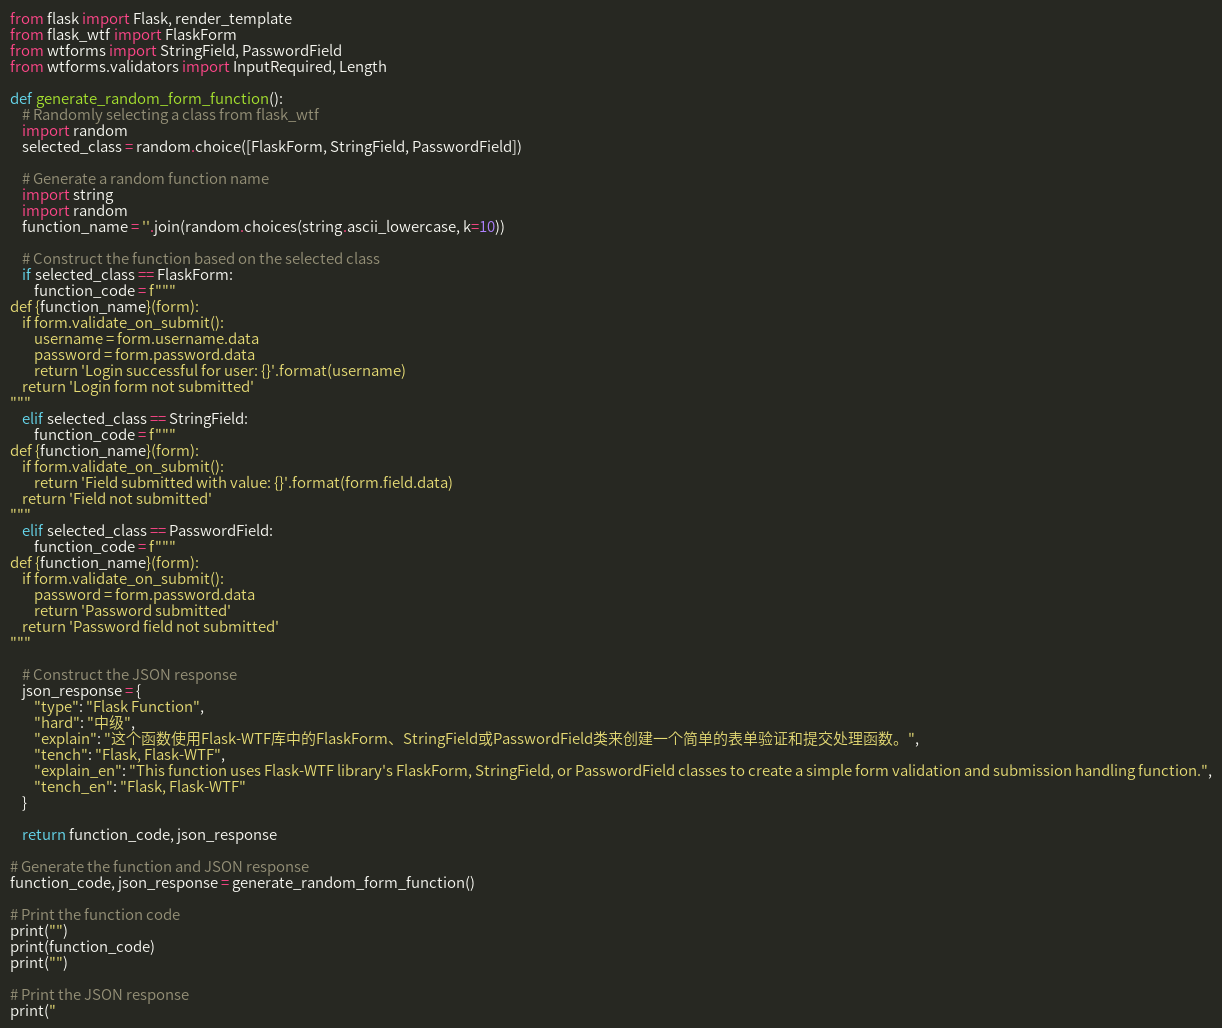 from flask import Flask, render_template
from flask_wtf import FlaskForm
from wtforms import StringField, PasswordField
from wtforms.validators import InputRequired, Length

def generate_random_form_function():
    # Randomly selecting a class from flask_wtf
    import random
    selected_class = random.choice([FlaskForm, StringField, PasswordField])

    # Generate a random function name
    import string
    import random
    function_name = ''.join(random.choices(string.ascii_lowercase, k=10))

    # Construct the function based on the selected class
    if selected_class == FlaskForm:
        function_code = f"""
def {function_name}(form):
    if form.validate_on_submit():
        username = form.username.data
        password = form.password.data
        return 'Login successful for user: {}'.format(username)
    return 'Login form not submitted'
"""
    elif selected_class == StringField:
        function_code = f"""
def {function_name}(form):
    if form.validate_on_submit():
        return 'Field submitted with value: {}'.format(form.field.data)
    return 'Field not submitted'
"""
    elif selected_class == PasswordField:
        function_code = f"""
def {function_name}(form):
    if form.validate_on_submit():
        password = form.password.data
        return 'Password submitted'
    return 'Password field not submitted'
"""

    # Construct the JSON response
    json_response = {
        "type": "Flask Function",
        "hard": "中级",
        "explain": "这个函数使用Flask-WTF库中的FlaskForm、StringField或PasswordField类来创建一个简单的表单验证和提交处理函数。",
        "tench": "Flask, Flask-WTF",
        "explain_en": "This function uses Flask-WTF library's FlaskForm, StringField, or PasswordField classes to create a simple form validation and submission handling function.",
        "tench_en": "Flask, Flask-WTF"
    }

    return function_code, json_response

# Generate the function and JSON response
function_code, json_response = generate_random_form_function()

# Print the function code
print("")
print(function_code)
print("")

# Print the JSON response
print("